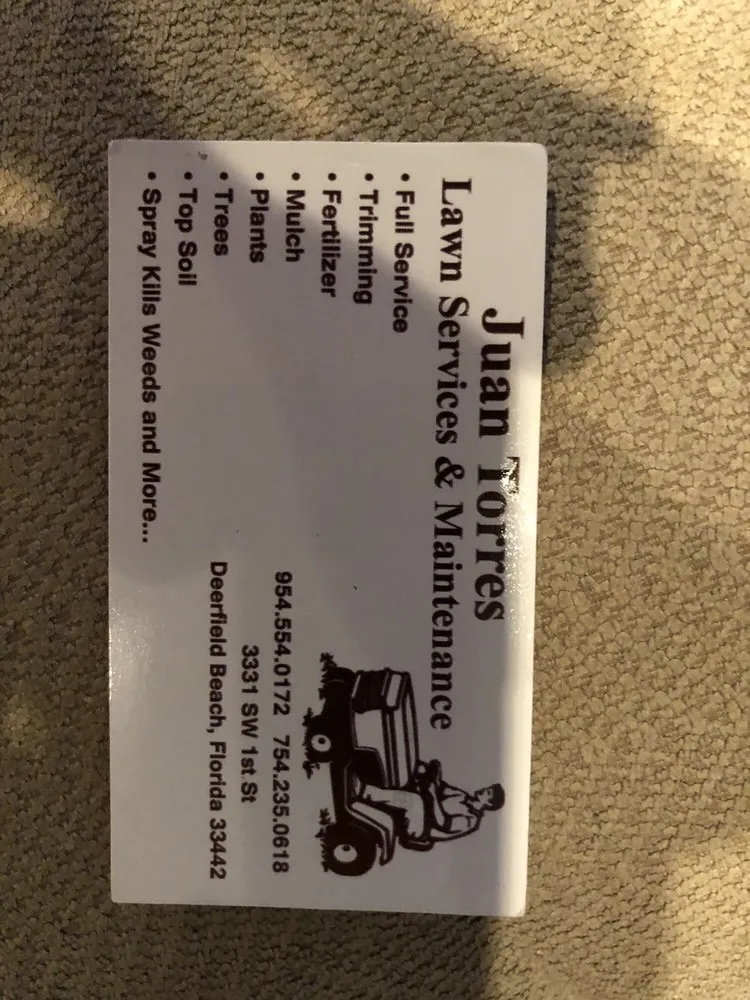 Juan Torres
Lawn Services & Maintenance
• Full Service
• Trimming
• Fertilizer
• Mulch
• Plants
• Trees
• Top Soil
• Spray Kills Weeds and More...
954.554.0172 754.235.0618
3331 SW 1st St
Deerfield Beach, Florida 33442